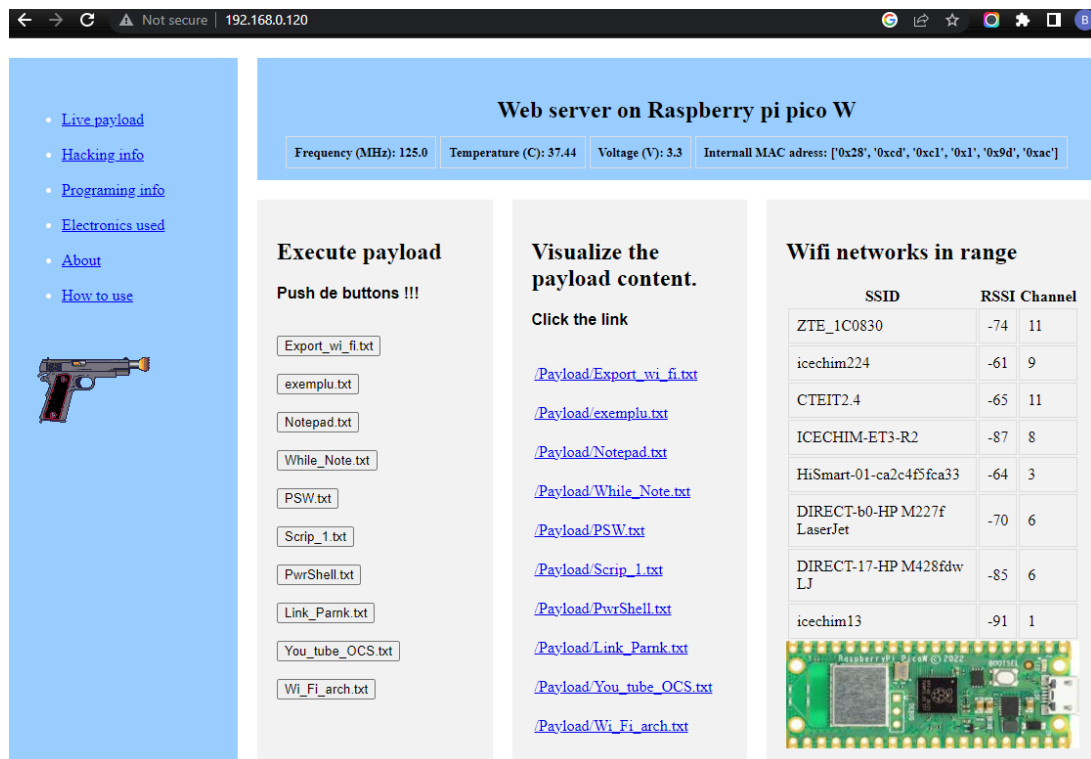 Not secure | 192.168.0.120
B
Live payload
Hacking info
Programing info
Electronics used
About
How to use
Web server on Raspberry pi pico W
Frequency (MHz): 125.0 Temperature (C): 37.44 Voltage (V): 3.3 Internall MAC adress: ['0x28', '0xcd', '0xc1', '0x1', '0x9d', '0xac']
Execute payload
Push de buttons !!!
Export_wi_fi.txt
exemplu.txt
Notepad.txt
While_Note.txt
PSW.txt
Scrip_1.txt
PwrShell.txt
Link_Parnk.txt
You_tube_OCS.txt
Wi_Fi_arch.txt
Visualize the
payload content.
Click the link
/Payload/Export_wi_fi.txt
/Payload/exemplu.txt
/Payload/Notepad.txt
/Payload/While_Note.txt
/Payload/PSW.txt
/Payload/Scrip_1.txt
/Payload/PwrShell.txt
/Payload/Link_Parnk.txt
/Payload/You_tube_OCS.txt
/Payload/Wi_Fi_arch.txt
Wifi networks in range
SSID RSSI Channel
ZTE_1C0830 -74 11
icechim224 -61 9
CTEIT2.4 -65 11
ICECHIM-ET3-R2 -87 8
HiSmart-01-ca2c4f5fca33 -64 3
DIRECT-b0-HP M227f
LaserJet -70 6
DIRECT-17-HP M428fdw
LJ -85 6
icechim13 -91 1
RaspberryPi PicoW © 2022
BOOTSEL